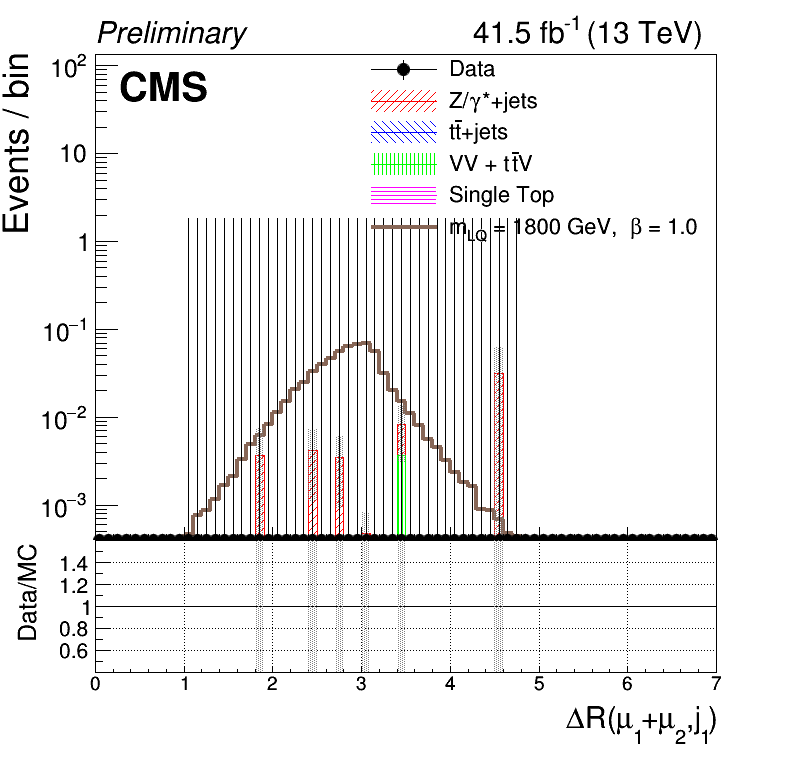 Preliminary 41.5 fb⁻¹ (13 TeV)
CMS
Data
Z/γ*+jets
tt̄+jets
VV + tt̄V
Single Top
m_LQ = 1800 GeV, β = 1.0
Events / bin
10²
10
1
10⁻¹
10⁻²
10⁻³
Data/MC
1.4
1.2
1
0.8
0.6
0 1 2 3 4 5 6 7
ΔR(μ₁+μ₂,j₁)